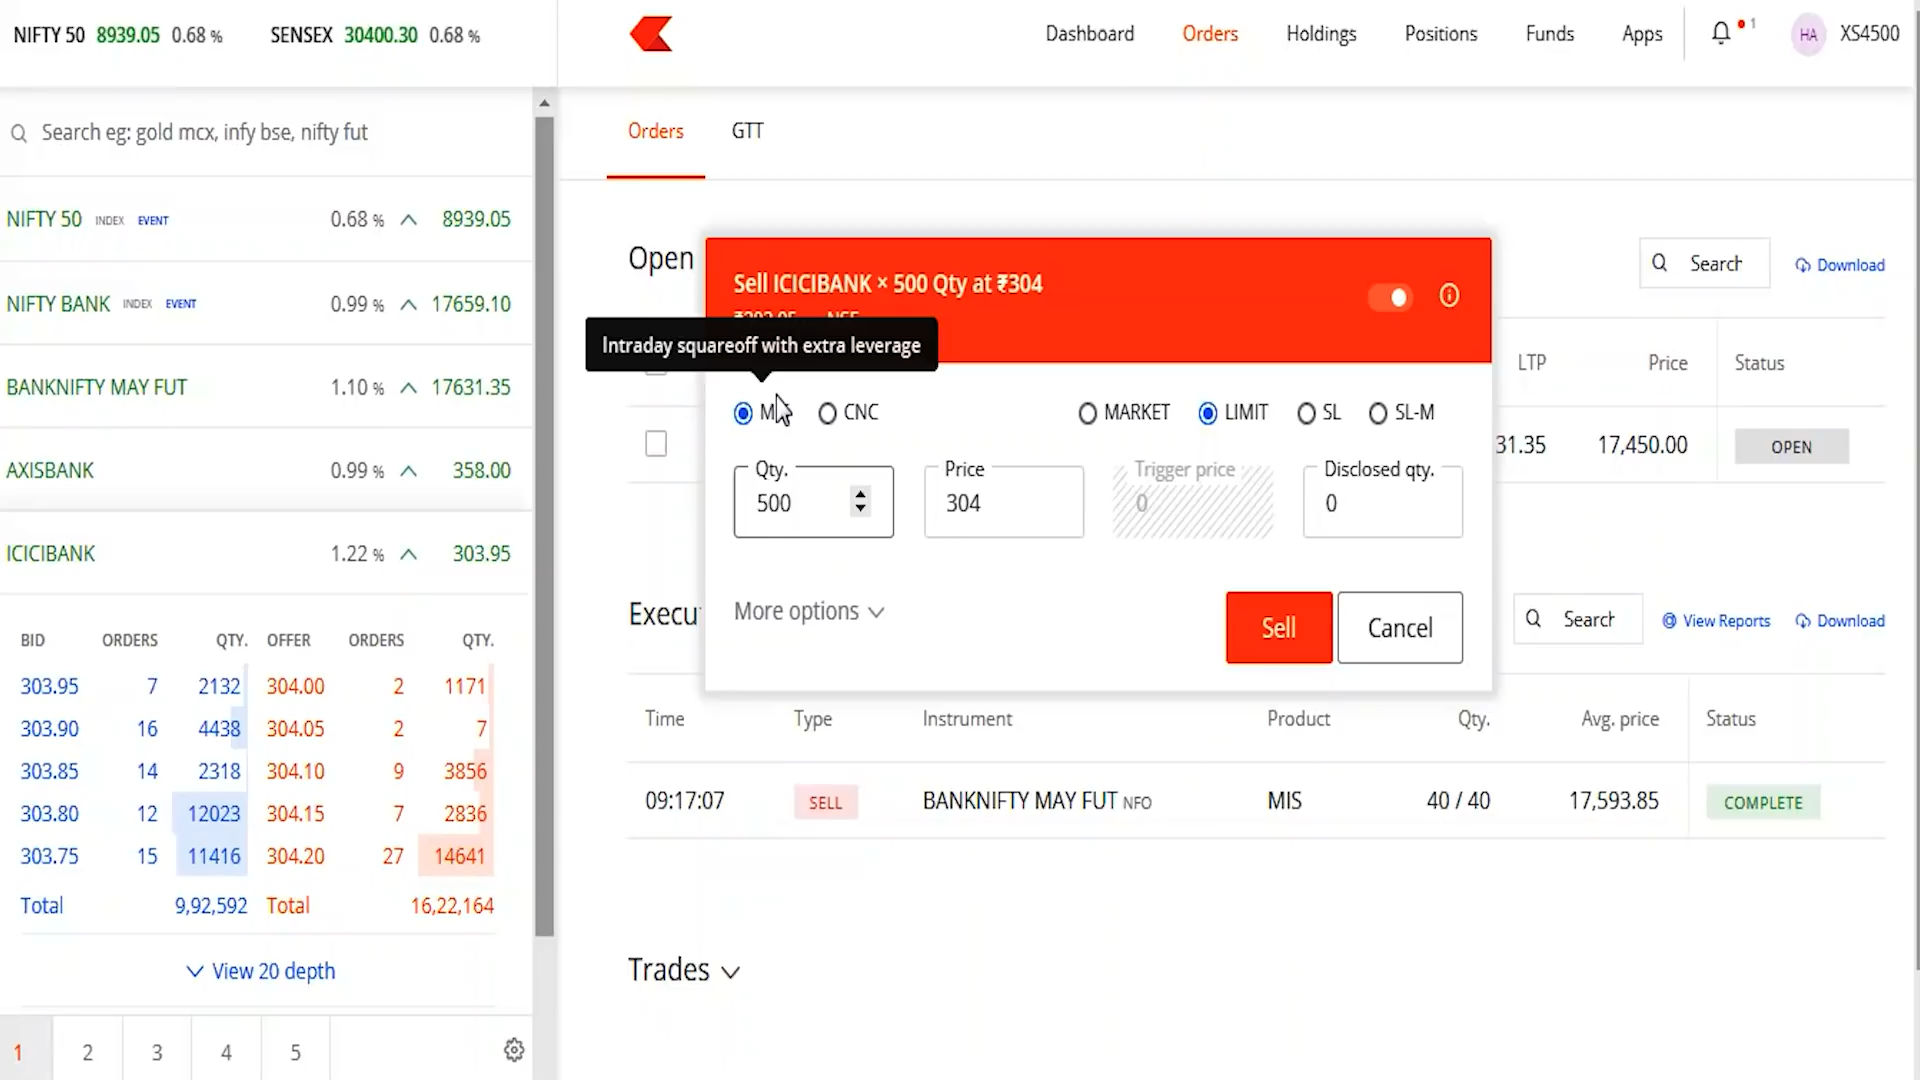 NIFTY 50 8939.05 0.68 % SENSEX 30400.30 0.68 %
Dashboard Orders Holdings Positions Funds Apps 1 HA XS4500
Search eg: gold mcx, infy bse, nifty fut
NIFTY 50 INDEX EVENT 0.68 % 8939.05
NIFTY BANK INDEX EVENT 0.99 % 17659.10
BANKNIFTY MAY FUT 1.10 % 17631.35
AXISBANK 0.99 % 358.00
ICICIBANK 1.22 % 303.95
BID ORDERS QTY. OFFER ORDERS QTY.
303.95 7 2132 304.00 2 1171
303.90 16 4438 304.05 2 7
303.85 14 2318 304.10 9 3856
303.80 12 12023 304.15 7 2836
303.75 15 11416 304.20 27 14641
Total 9,92,592 Total 16,22,164
View 20 depth
1 2 3 4 5
Orders GTT
Open
Search Download
Sell ICICIBANK × 500 Qty at ₹304
Intraday squareoff with extra leverage
LTP Price Status
CNC MARKET LIMIT SL SL-M
31.35 17,450.00 OPEN
Qty. Price Trigger price Disclosed qty.
500 304 0 0
More options Sell Cancel
Execu
Search View Reports Download
Time Type Instrument Product Qty. Avg. price Status
09:17:07 SELL BANKNIFTY MAY FUT NFO MIS 40 / 40 17,593.85 COMPLETE
Trades